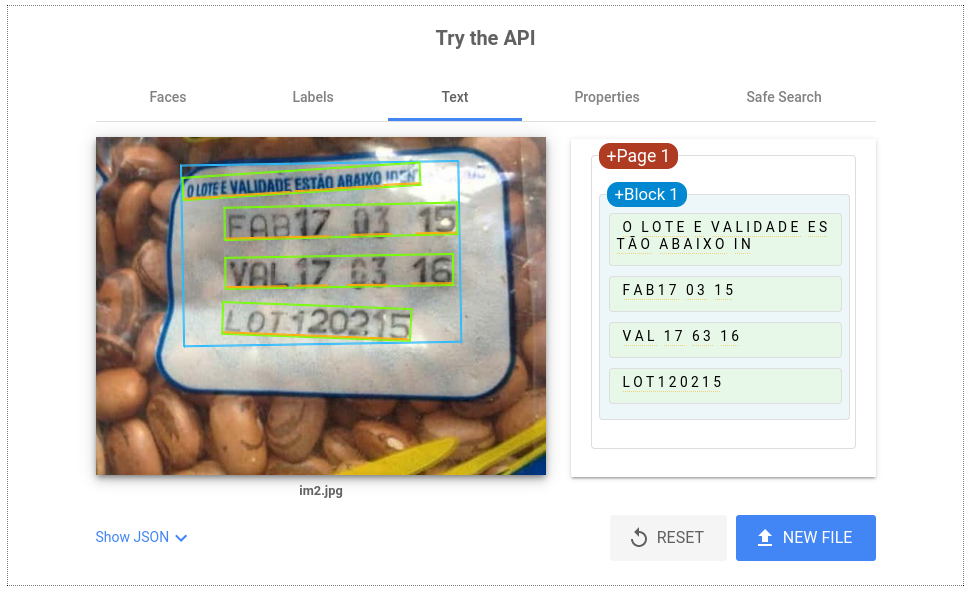 Try the API
Faces
Labels
Text
Properties
Safe Search
O LOTE E VALIDADE ESTÃO ABAIXO
FAB17 03 15
VAL 17 03 16
LOT120215
im2.jpg
+Page 1
+Block 1
O LOTE E VALIDADE ES
TÃO ABAIXO IN
FAB17 03 15
VAL 17 63 16
LOT120215
Show JSON
RESET
NEW FILE